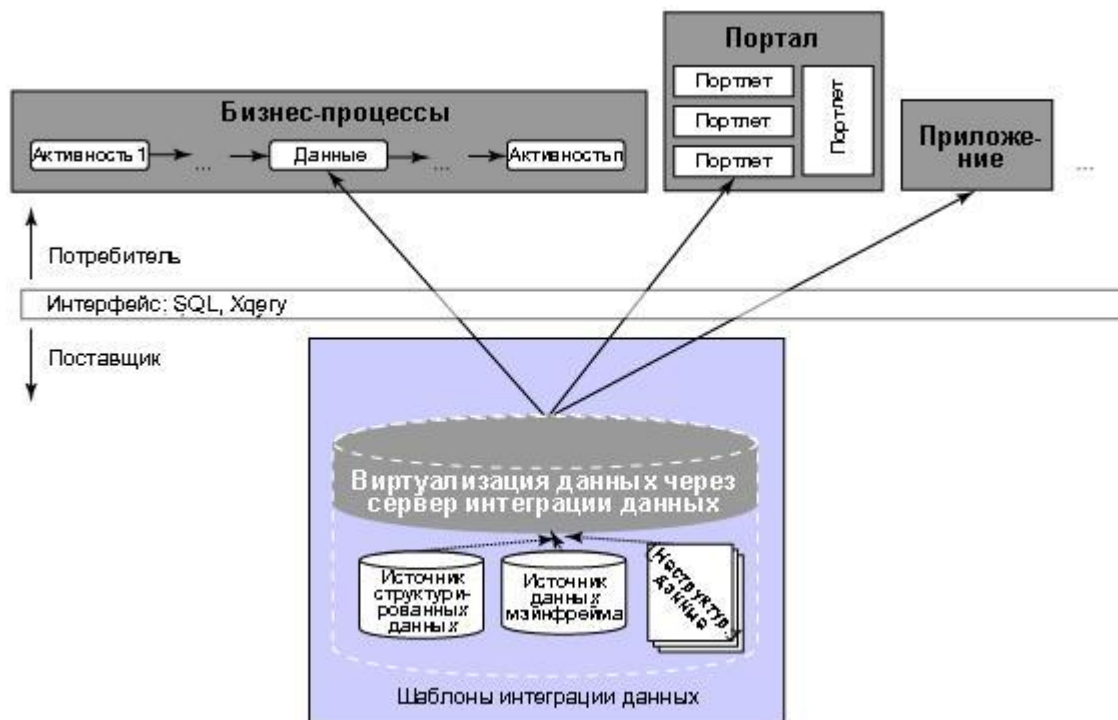 Портал
Портлет
Портлет
Портлет
Портлет
Бизнес-процессы
Активность 1
...
Данные
...
Активность n
Приложе-
ние
...
Потребитель
Интерфейс: SQL, Xqery
Поставщик
Виртуализация данных через
сервер интеграции данных
Источник
структури-
рованных
данных
Источник
данных
мэйнфрейма
Неструктур.
данные
Шаблоны интеграции данных